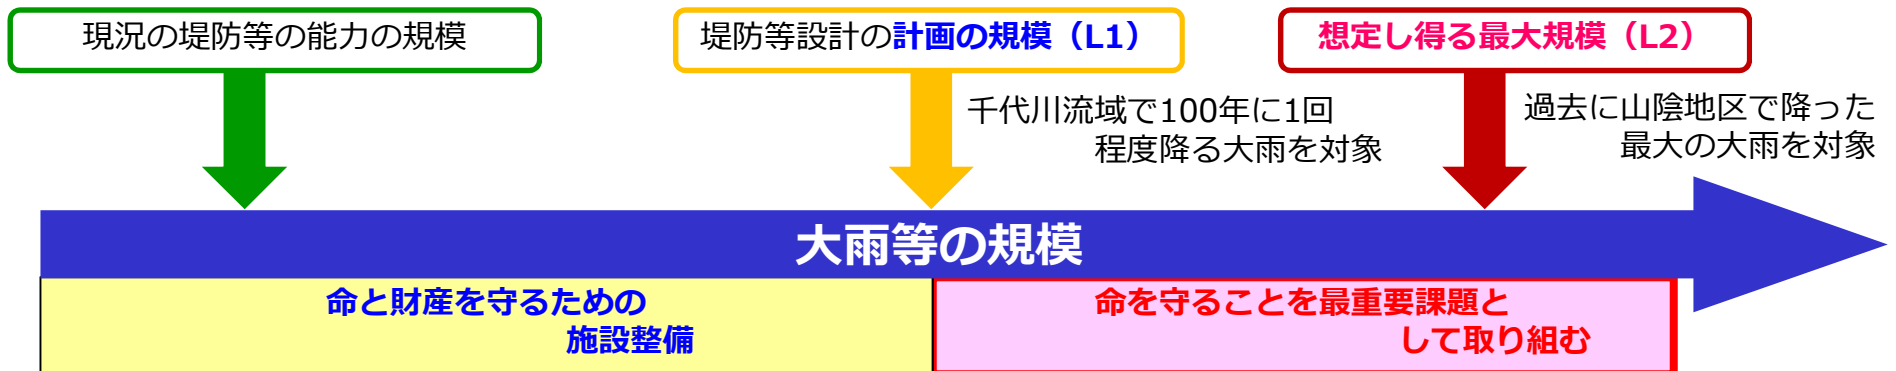 現況の堤防等の能力の規模
堤防等設計の計画の規模（L1）
想定し得る最大規模（L2）
千代川流域で100年に1回
程度降る大雨を対象
過去に山陰地区で降った
最大の大雨を対象
大雨等の規模
命と財産を守るための
施設整備
命を守ることを最重要課題と
して取り組む